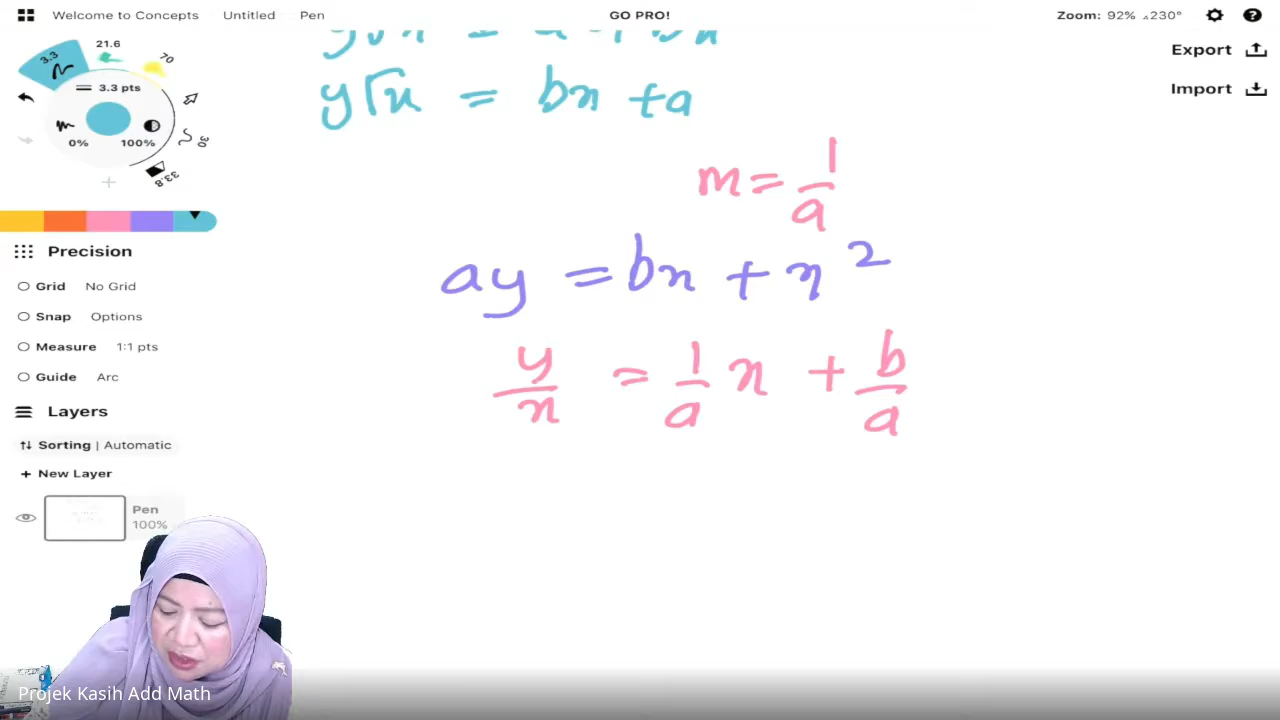 Welcome to Concepts Untitled Pen GO PRO! Zoom: 92% 230°
Export
Import
21.6
70
3.3
3.3 pts
0% 100%
30
33.8
y√x = bx + a
m = 1/a
ay = bx + x²
y/x = 1/a x + b/a
Precision
Grid No Grid
Snap Options
Measure 1:1 pts
Guide Arc
Layers
Sorting | Automatic
+ New Layer
Pen
100%
Projek Kasih Add Math